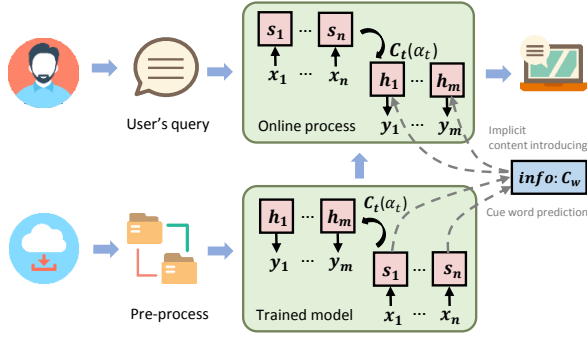 s₁ ... sₙ
x₁ ... xₙ
Cₜ(αₜ)
h₁ ... hₘ
y₁ ... yₘ
User's query
Online process
Implicit
content introducing
info: C_w
Cue word prediction
Cₜ(αₜ)
h₁ ... hₘ
y₁ ... yₘ
s₁ ... sₙ
x₁ ... xₙ
Pre-process
Trained model